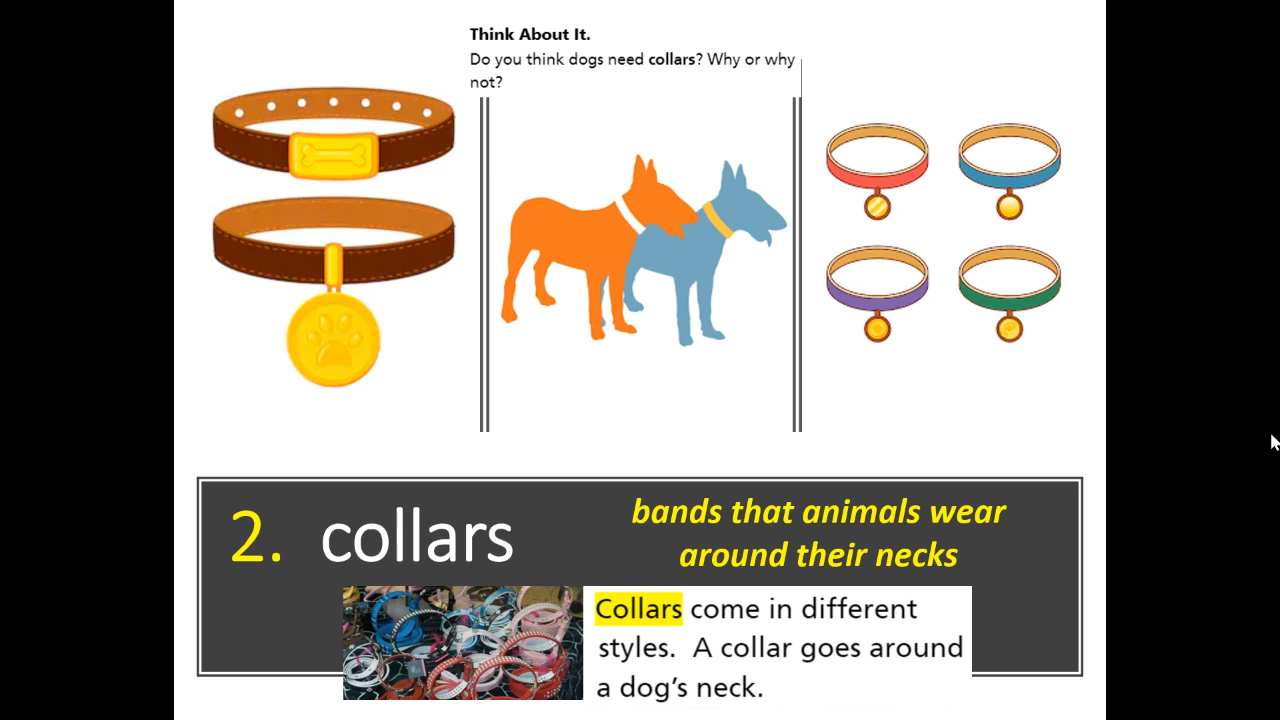 Think About It.
Do you think dogs need collars? Why or why
not?
2. collars
bands that animals wear
around their necks
Collars come in different
styles. A collar goes around
a dog's neck.